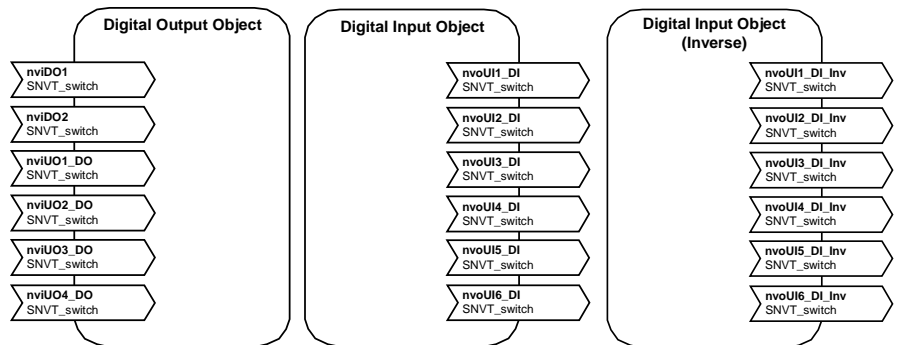 Digital Output Object
nviDO1
SNVT_switch
nviDO2
SNVT_switch
nviUO1_DO
SNVT_switch
nviUO2_DO
SNVT_switch
nviUO3_DO
SNVT_switch
nviUO4_DO
SNVT_switch
Digital Input Object
nvoUI1_DI
SNVT_switch
nvoUI2_DI
SNVT_switch
nvoUI3_DI
SNVT_switch
nvoUI4_DI
SNVT_switch
nvoUI5_DI
SNVT_switch
nvoUI6_DI
SNVT_switch
Digital Input Object
(Inverse)
nvoUI1_DI_Inv
SNVT_switch
nvoUI2_DI_Inv
SNVT_switch
nvoUI3_DI_Inv
SNVT_switch
nvoUI4_DI_Inv
SNVT_switch
nvoUI5_DI_Inv
SNVT_switch
nvoUI6_DI_Inv
SNVT_switch